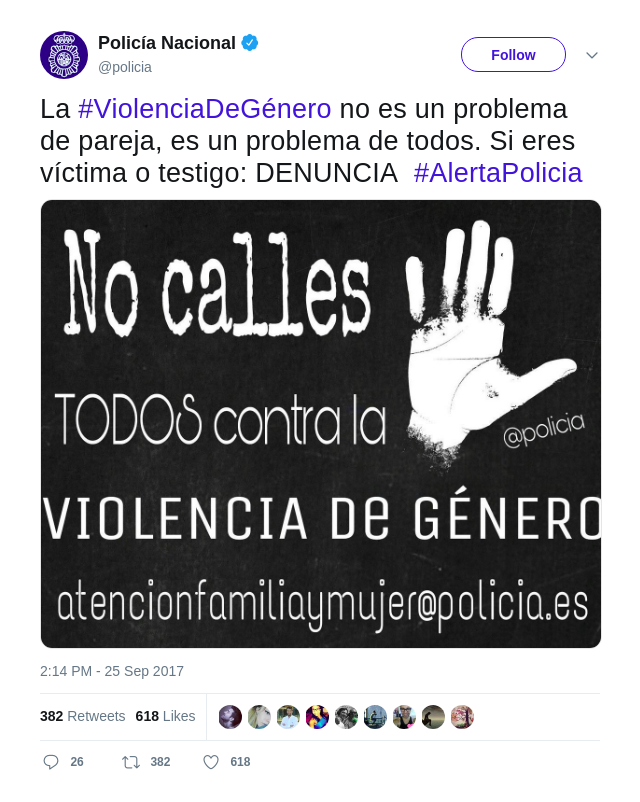 Policía Nacional
@policia
Follow
La #ViolenciaDeGénero no es un problema
de pareja, es un problema de todos. Si eres
víctima o testigo: DENUNCIA #AlertaPolicia
No calles
TODOS contra la
@policia
VIOLENCIA De GÉNERO
atencionfamiliaymujer@policia.es
2:14 PM - 25 Sep 2017
382 Retweets 618 Likes
26 382 618